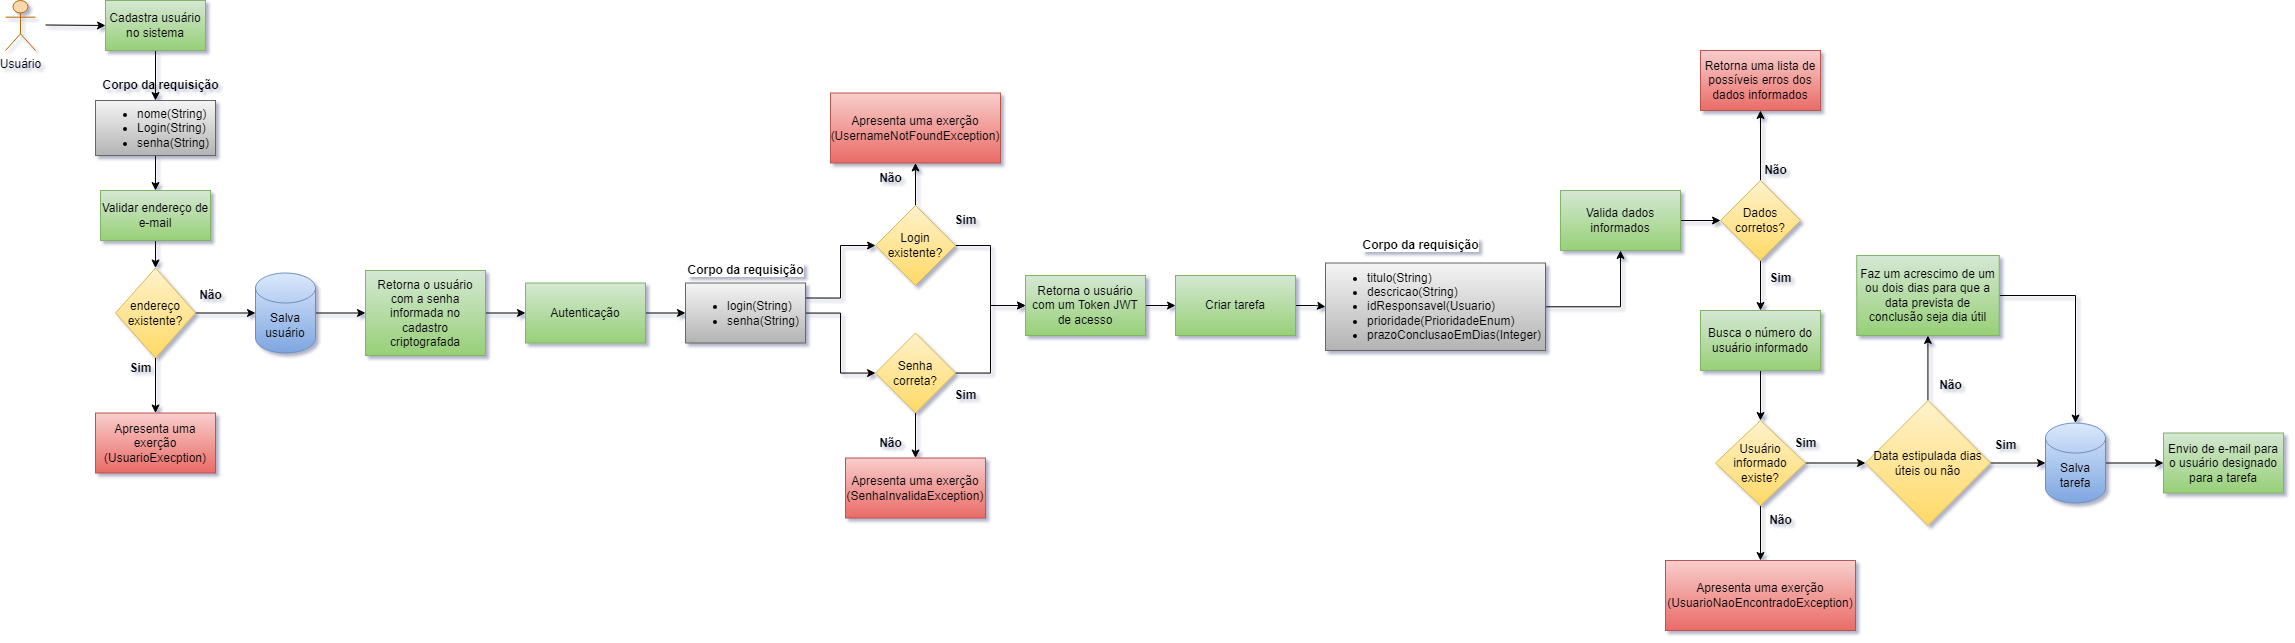 Usuário
Cadastra usuário
no sistema
Corpo da requisição
nome(String)
Login(String)
senha(String)
Validar endereço de
e-mail
endereço
existente?
Não
Sim
Apresenta uma
exerção
(UsuarioExecption)
Salva
usuário
Retorna o usuário
com a senha
informada no
cadastro
criptografada
Autenticação
Corpo da requisição
login(String)
senha(String)
Apresenta uma exerção
(UsernameNotFoundException)
Não
Login
existente?
Sim
Senha
correta?
Sim
Não
Apresenta uma exerção
(SenhaInvalidaException)
Retorna o usuário
com um Token JWT
de acesso
Criar tarefa
Corpo da requisição
titulo(String)
descricao(String)
idResponsavel(Usuario)
prioridade(PrioridadeEnum)
prazoConclusaoEmDias(Integer)
Valida dados
informados
Retorna uma lista de
possíveis erros dos
dados informados
Não
Dados
corretos?
Sim
Busca o número do
usuário informado
Usuário
informado
existe?
Sim
Não
Apresenta uma exerção
(UsuarioNaoEncontradoException)
Faz um acrescimo de um
ou dois dias para que a
data prevista de
conclusão seja dia útil
Não
Data estipulada dias
úteis ou não
Sim
Salva
tarefa
Envio de e-mail para
o usuário designado
para a tarefa